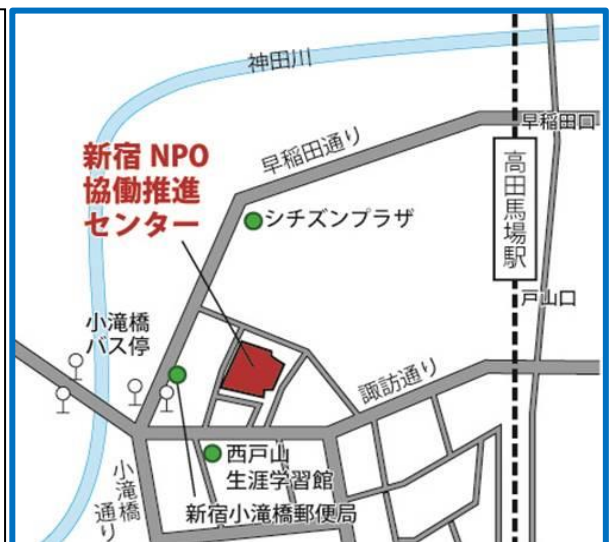 神田川
早稲田口
早稲田通り
新宿 NPO
協働推進
センター
高田馬場駅
シチズンプラザ
戸山口
小滝橋
バス停
諏訪通り
西戸山
生涯学習館
小滝橋
通り
新宿小滝橋郵便局